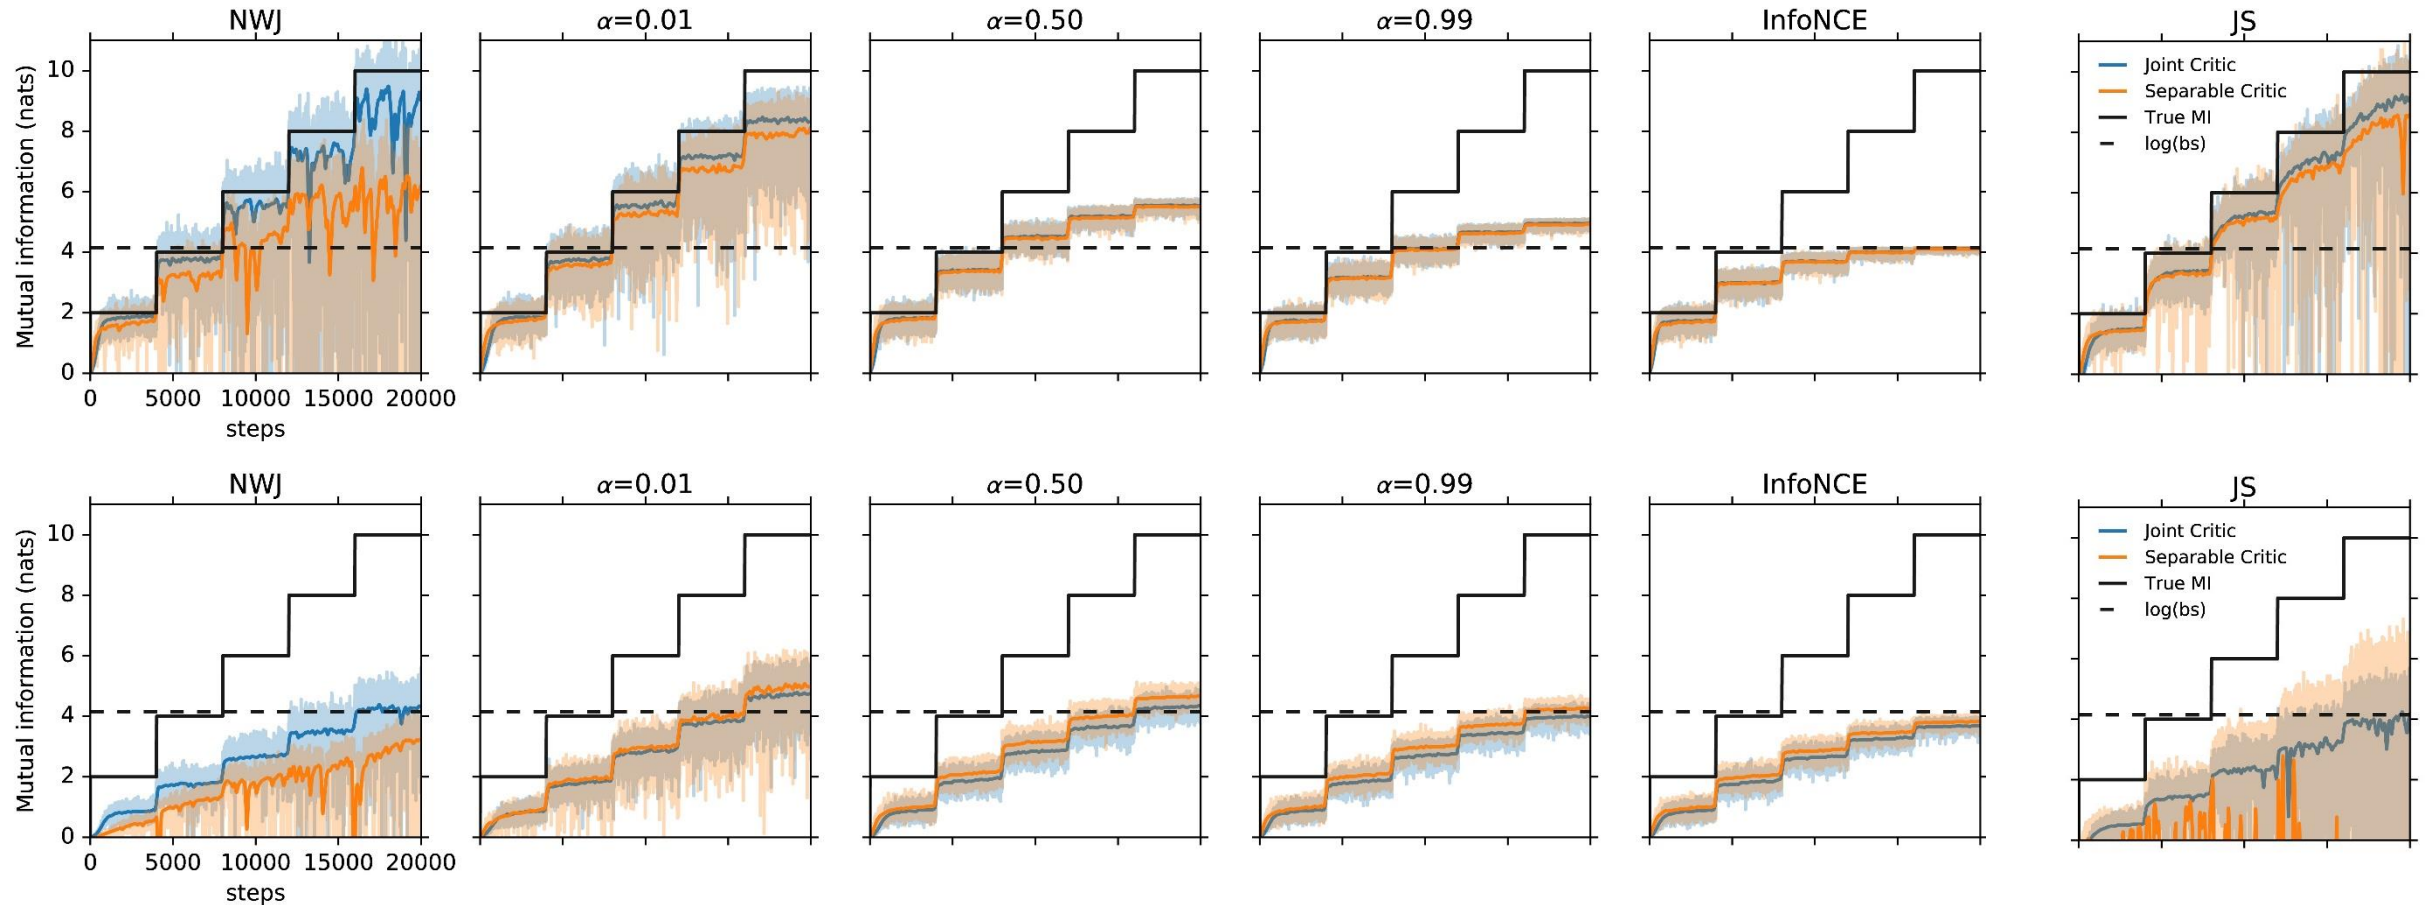 NWJ
α=0.01
α=0.50
α=0.99
InfoNCE
JS
Mutual information (nats)
10
8
6
4
2
0
0 5000 10000 15000 20000
steps
Joint Critic
Separable Critic
True MI
log(bs)
NWJ
α=0.01
α=0.50
α=0.99
InfoNCE
JS
Mutual information (nats)
10
8
6
4
2
0
0 5000 10000 15000 20000
steps
Joint Critic
Separable Critic
True MI
log(bs)